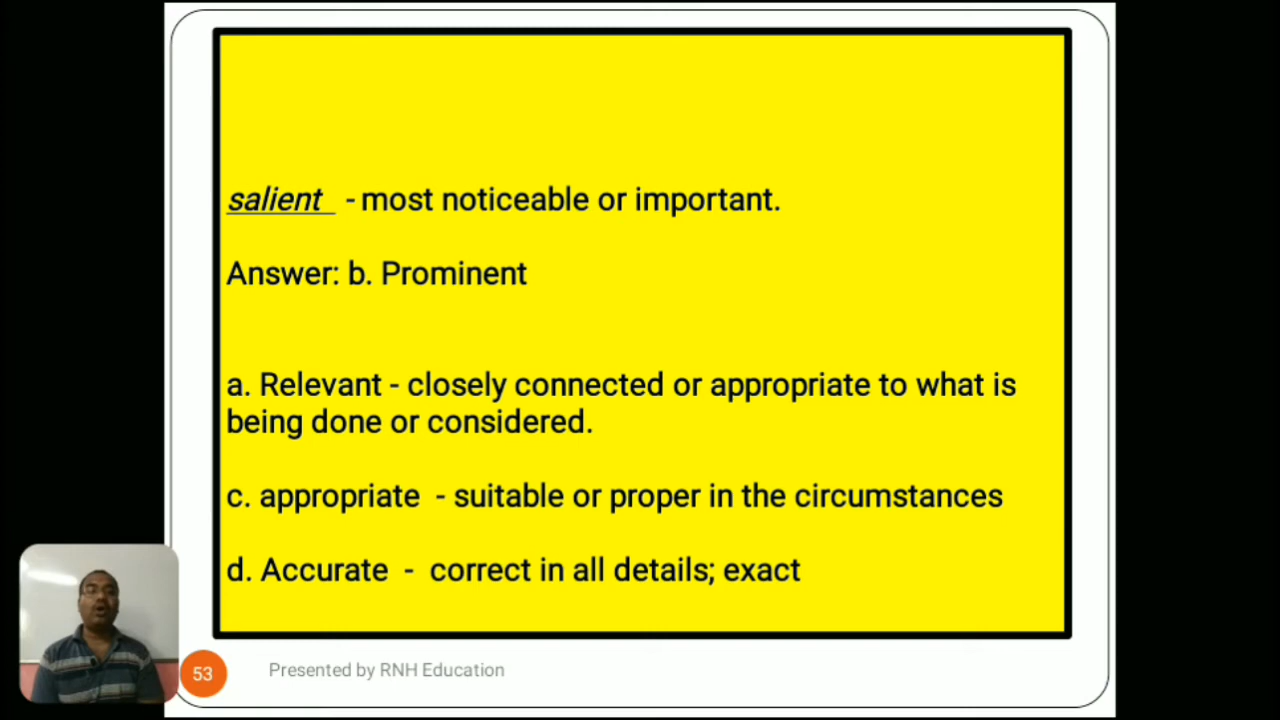 salient - most noticeable or important.
Answer: b. Prominent
a. Relevant - closely connected or appropriate to what is
being done or considered.
c. appropriate - suitable or proper in the circumstances
d. Accurate - correct in all details; exact
53
Presented by RNH Education